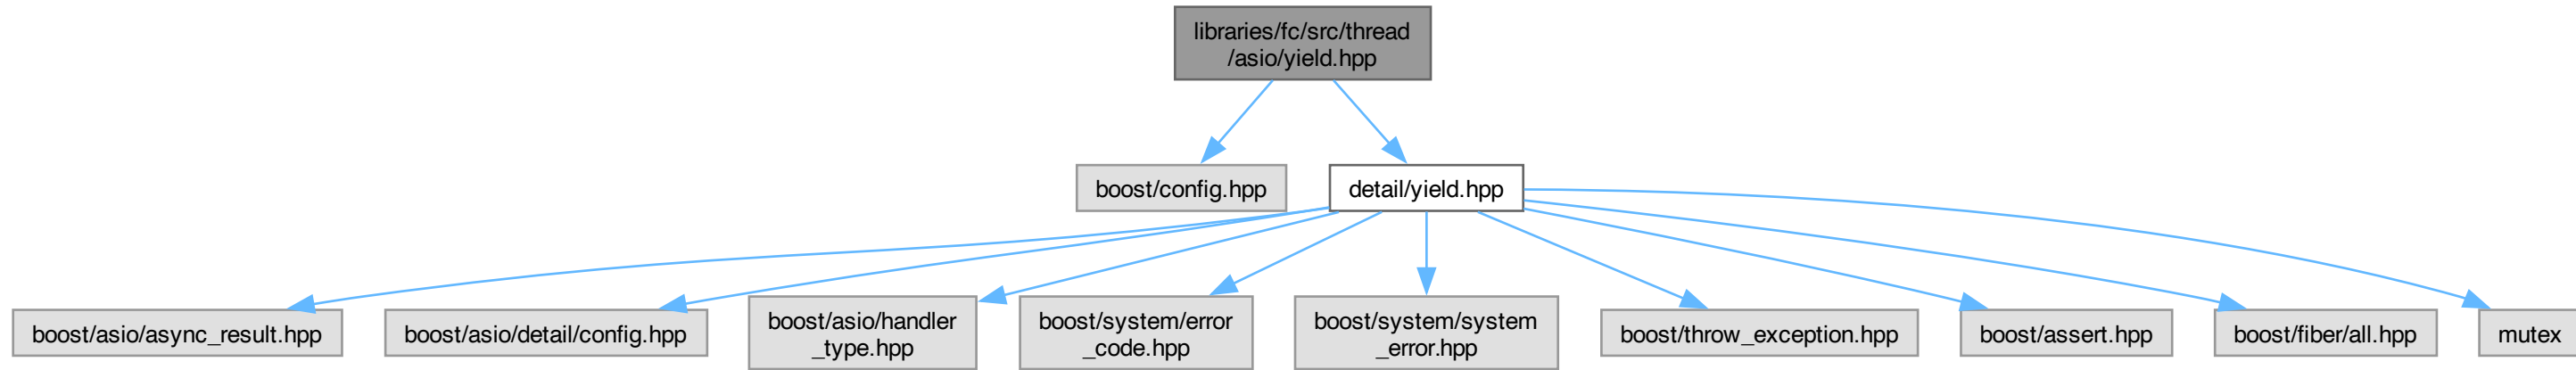 libraries/fc/src/thread
/asio/yield.hpp
boost/config.hpp
detail/yield.hpp
boost/asio/async_result.hpp
boost/asio/detail/config.hpp
boost/asio/handler
_type.hpp
boost/system/error
_code.hpp
boost/system/system
_error.hpp
boost/throw_exception.hpp
boost/assert.hpp
boost/fiber/all.hpp
mutex